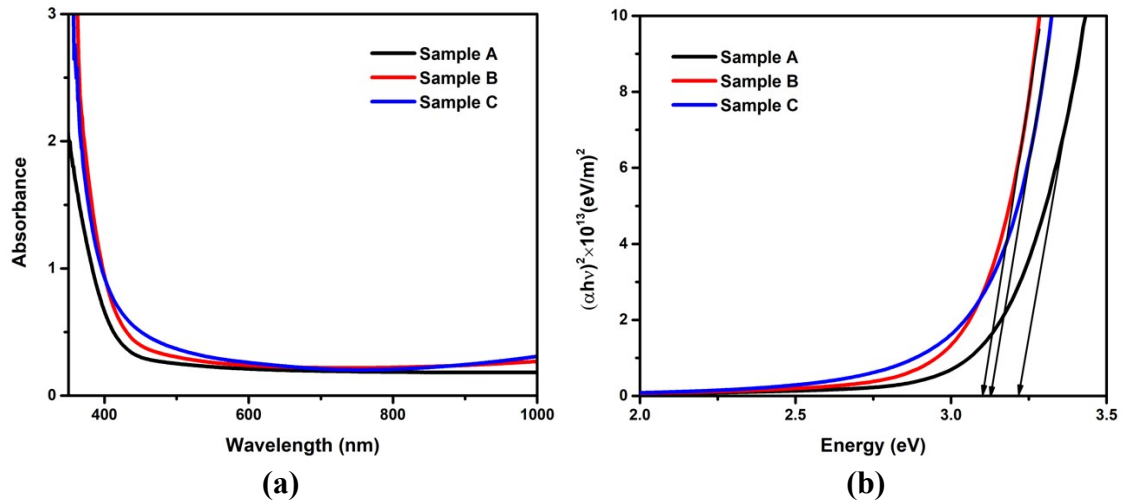 3
2
1
0
Absorbance
Sample A
Sample B
Sample C
400 600 800 1000
Wavelength (nm)
(a)
10
8
6
4
2
0
(αhν)²×10¹³(eV/m)²
Sample A
Sample B
Sample C
2.0 2.5 3.0 3.5
Energy (eV)
(b)